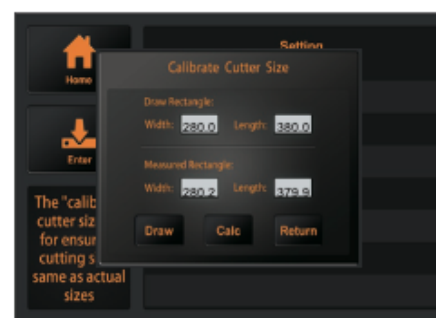 Setting
Home
Calibrate Cutter Size
Draw Rectangle:
Width: 280.0 Length: 380.0
Enter
Measured Rectangle:
Width: 280.2 Length: 379.9
Draw Calc Return
The "calib
cutter siz
for ensu
cutting s
same as actual
sizes